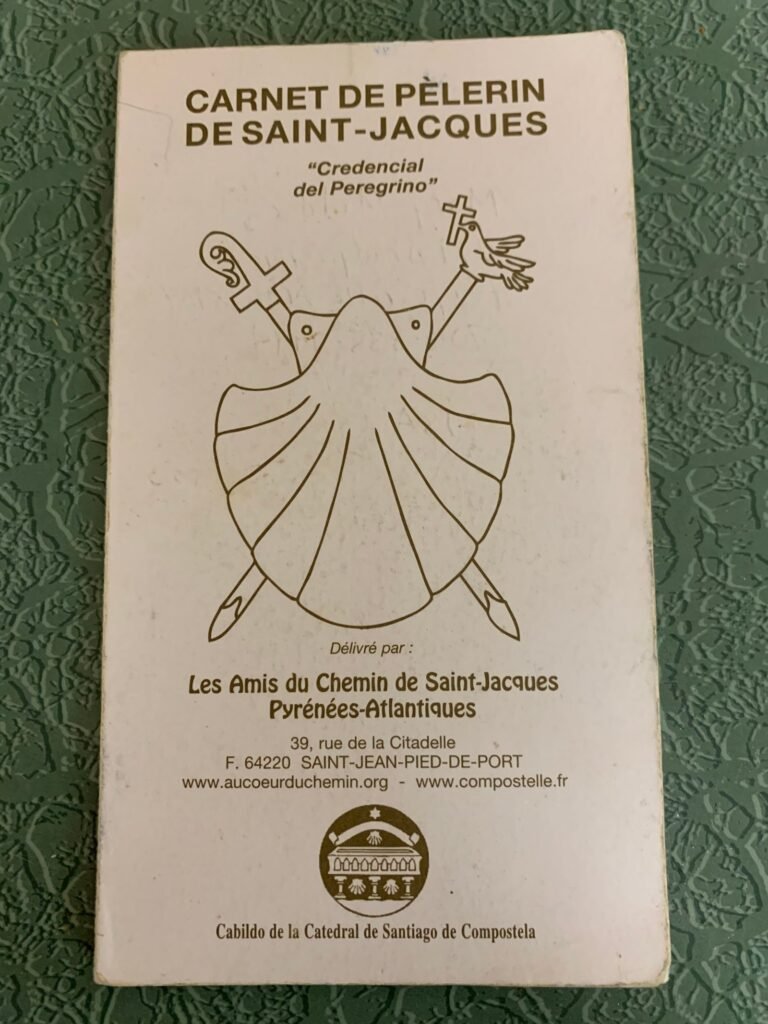 CARNET DE PÈLERIN
DE SAINT-JACQUES
"Credencial
del Peregrino"
Délivré par :
Les Amis du Chemin de Saint-Jacques
Pyrénées-Atlantiques
39, rue de la Citadelle
F. 64220 SAINT-JEAN-PIED-DE-PORT
www.aucoeurduchemin.org - www.compostelle.fr
Cabildo de la Catedral de Santiago de Compostela